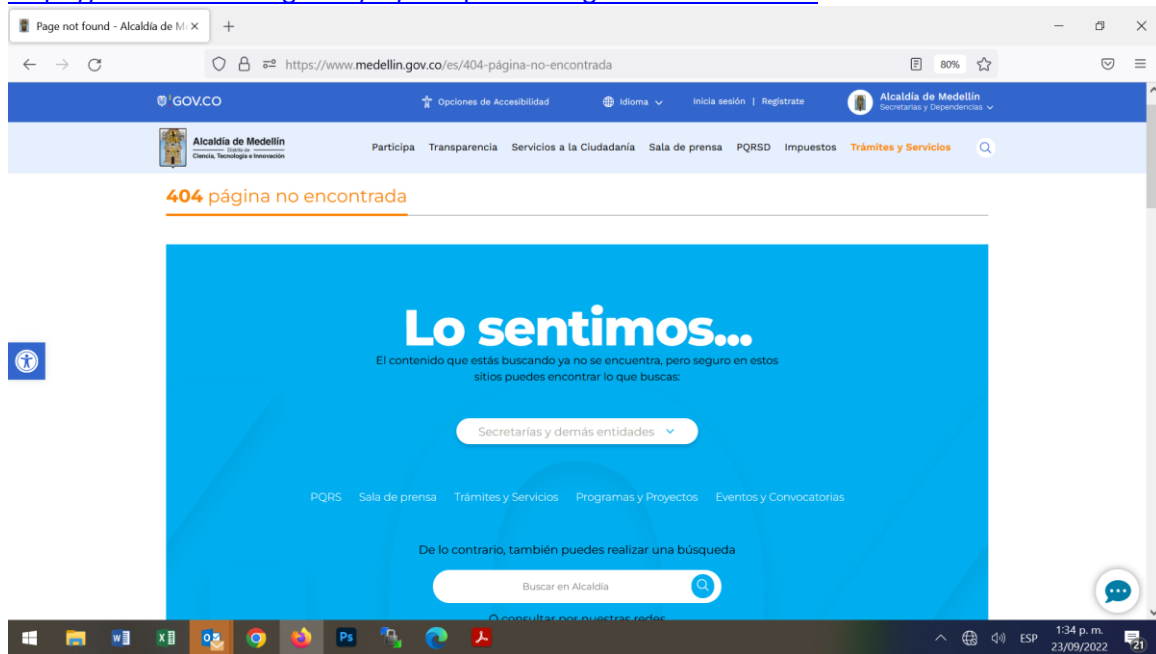 Page not found - Alcaldía de M
https://www.medellin.gov.co/es/404-página-no-encontrada
80%
GOV.CO
Opciones de Accesibilidad
Idioma
Inicia sesión | Regístrate
Alcaldía de Medellín
Secretarías y Dependencias
Alcaldía de Medellín
Distrito de
Ciencia, Tecnología e Innovación
Participa Transparencia Servicios a la Ciudadanía Sala de prensa PQRSD Impuestos Trámites y Servicios
404 página no encontrada
Lo sentimos...
El contenido que estás buscando ya no se encuentra, pero seguro en estos
sitios puedes encontrar lo que buscas:
Secretarías y demás entidades
PQRS Sala de prensa Trámites y Servicios Programas y Proyectos Eventos y Convocatorias
De lo contrario, también puedes realizar una búsqueda
Buscar en Alcaldía
O consultar por nuestras redes
ESP
1:34 p. m.
23/09/2022
21